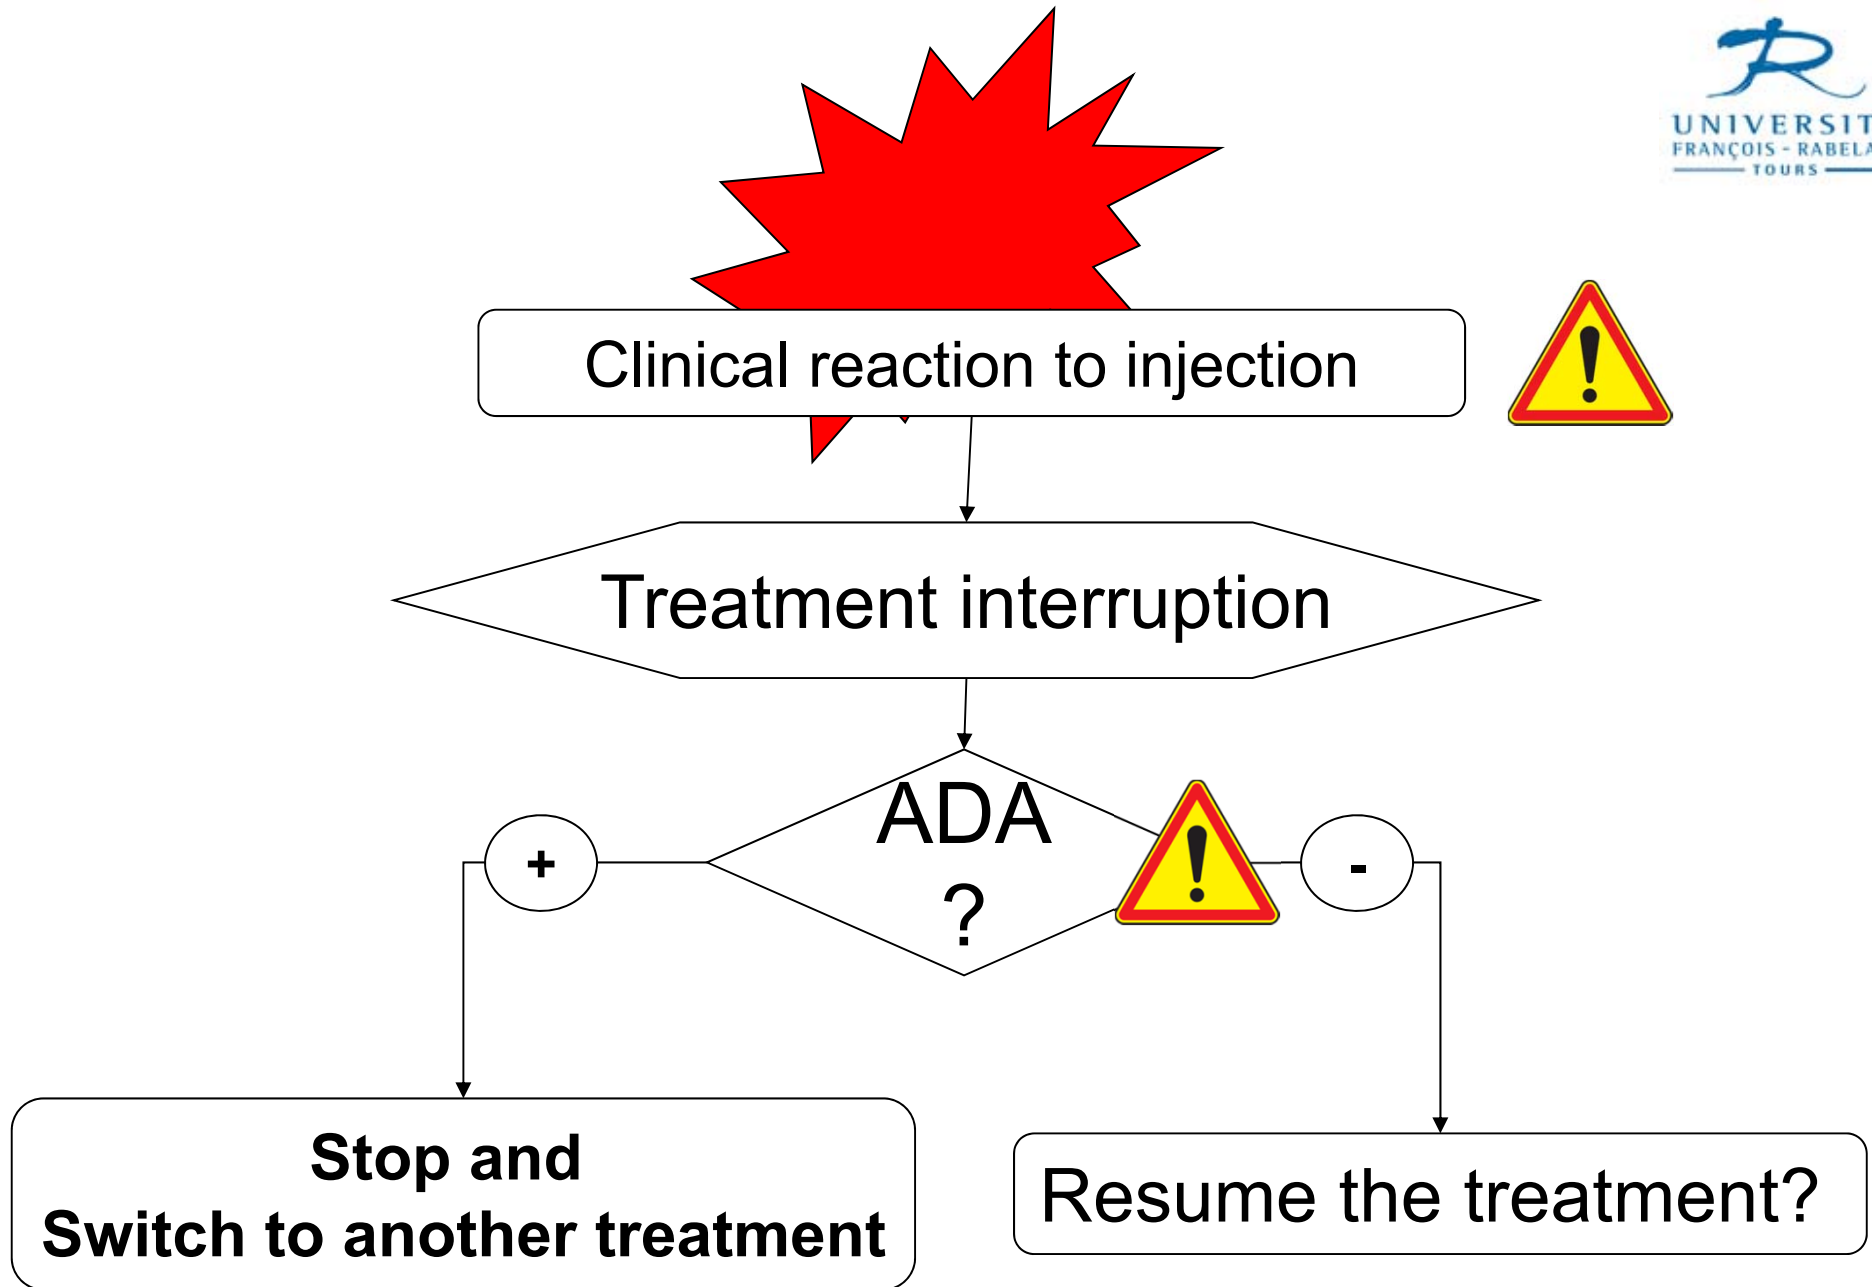 UNIVERSIT
FRANÇOIS - RABELA
TOURS
Clinical reaction to injection
Treatment interruption
ADA
?
+
-
Stop and
Switch to another treatment
Resume the treatment?